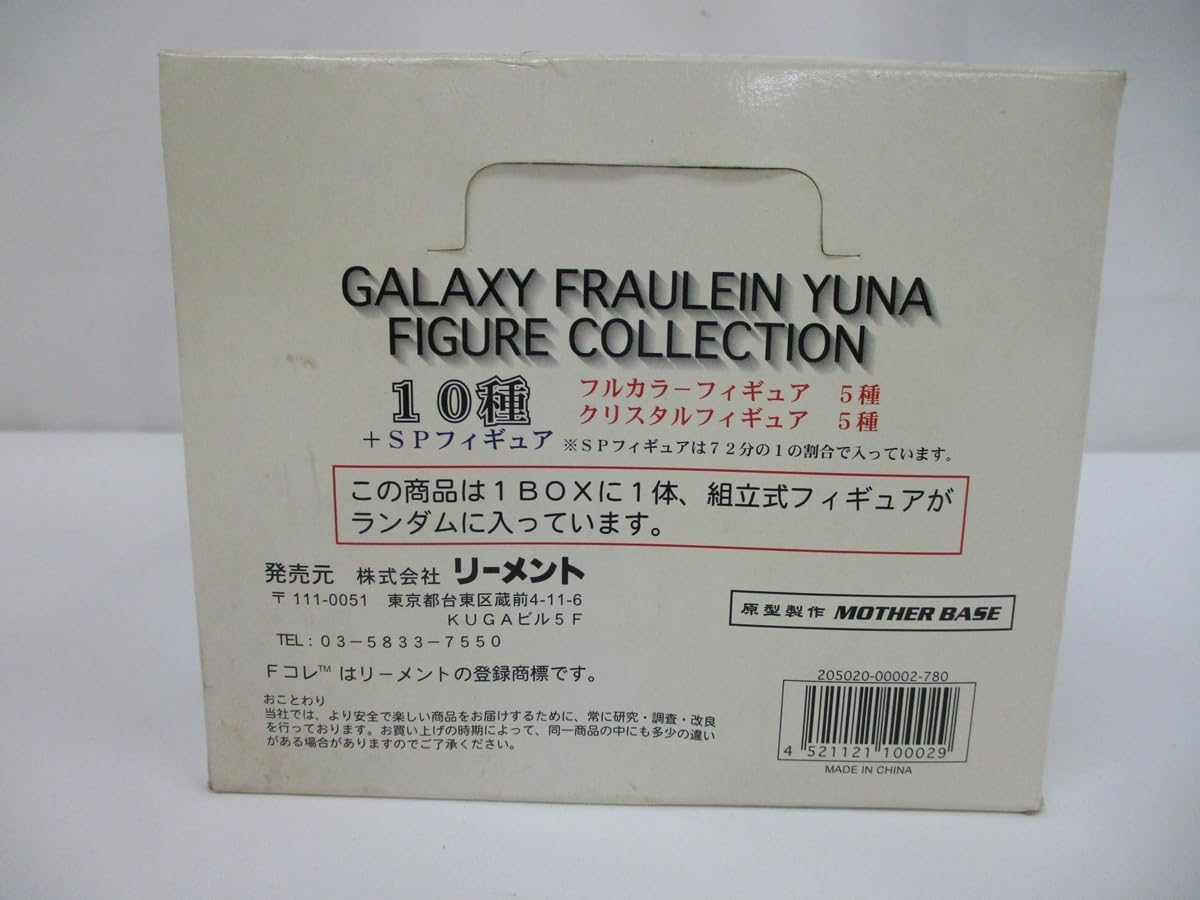 GALAXY FRAULEIN YUNA
FIGURE COLLECTION
10種
フルカラーフィギュア 5種
クリスタルフィギュア 5種
+SPフィギュア ※SPフィギュアは72分の1の割合で入っています。
この商品は1BOXに1体、組立式フィギュアが
ランダムに入っています。
発売元 株式会社 リーメント
〒111-0051 東京都台東区蔵前4-11-6
KUGAビル5F
TEL:03-5833-7550
Fコレ™はリーメントの登録商標です。
おことわり
当社では、より安全で楽しい商品をお届けするために、常に研究・調査・改良
を行っております。お買い上げの時期によって、同一商品の中にも多少の違い
がある場合がありますのでご了承ください。
原型製作 MOTHER BASE
205020-00002-780
4 521121 100029
MADE IN CHINA